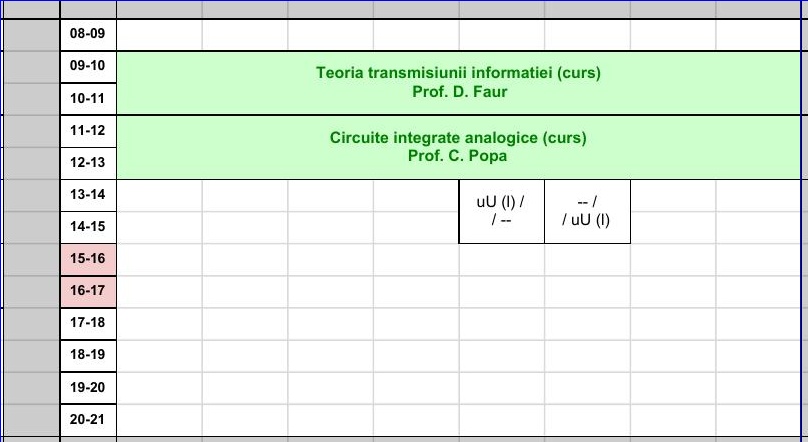 08-09
09-10
Teoria transmisiunii informatiei (curs)
Prof. D. Faur
10-11
11-12
Circuite integrate analogice (curs)
Prof. C. Popa
12-13
13-14
uU (l) /
/ --
-- /
/ uU (l)
14-15
15-16
16-17
17-18
18-19
19-20
20-21